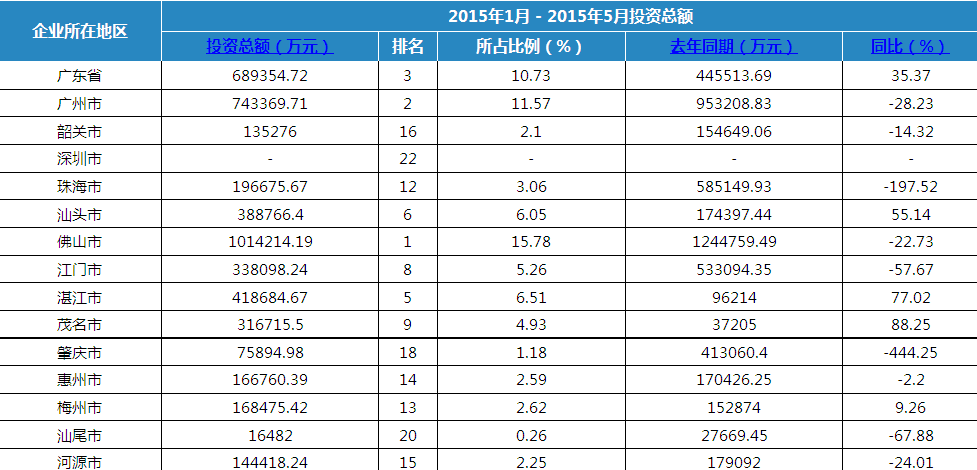 企业所在地区
2015年1月 - 2015年5月投资总额
投资总额（万元） 排名 所占比例（%） 去年同期（万元） 同比（%）
广东省 689354.72 3 10.73 445513.69 35.37
广州市 743369.71 2 11.57 953208.83 -28.23
韶关市 135276 16 2.1 154649.06 -14.32
深圳市 - 22 - - -
珠海市 196675.67 12 3.06 585149.93 -197.52
汕头市 388766.4 6 6.05 174397.44 55.14
佛山市 1014214.19 1 15.78 1244759.49 -22.73
江门市 338098.24 8 5.26 533094.35 -57.67
湛江市 418684.67 5 6.51 96214 77.02
茂名市 316715.5 9 4.93 37205 88.25
肇庆市 75894.98 18 1.18 413060.4 -444.25
惠州市 166760.39 14 2.59 170426.25 -2.2
梅州市 168475.42 13 2.62 152874 9.26
汕尾市 16482 20 0.26 27669.45 -67.88
河源市 144418.24 15 2.25 179092 -24.01